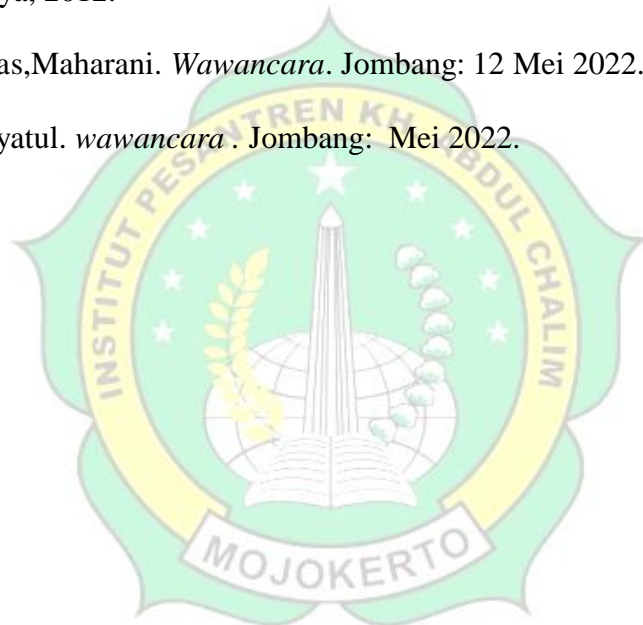 ya, 2012.
as,Maharani. Wawancara. Jombang: 12 Mei 2022.
yatul. wawancara . Jombang: Mei 2022.
INSTITUT PESANTREN KH. ABDUL CHALIM
MOJOKERTO